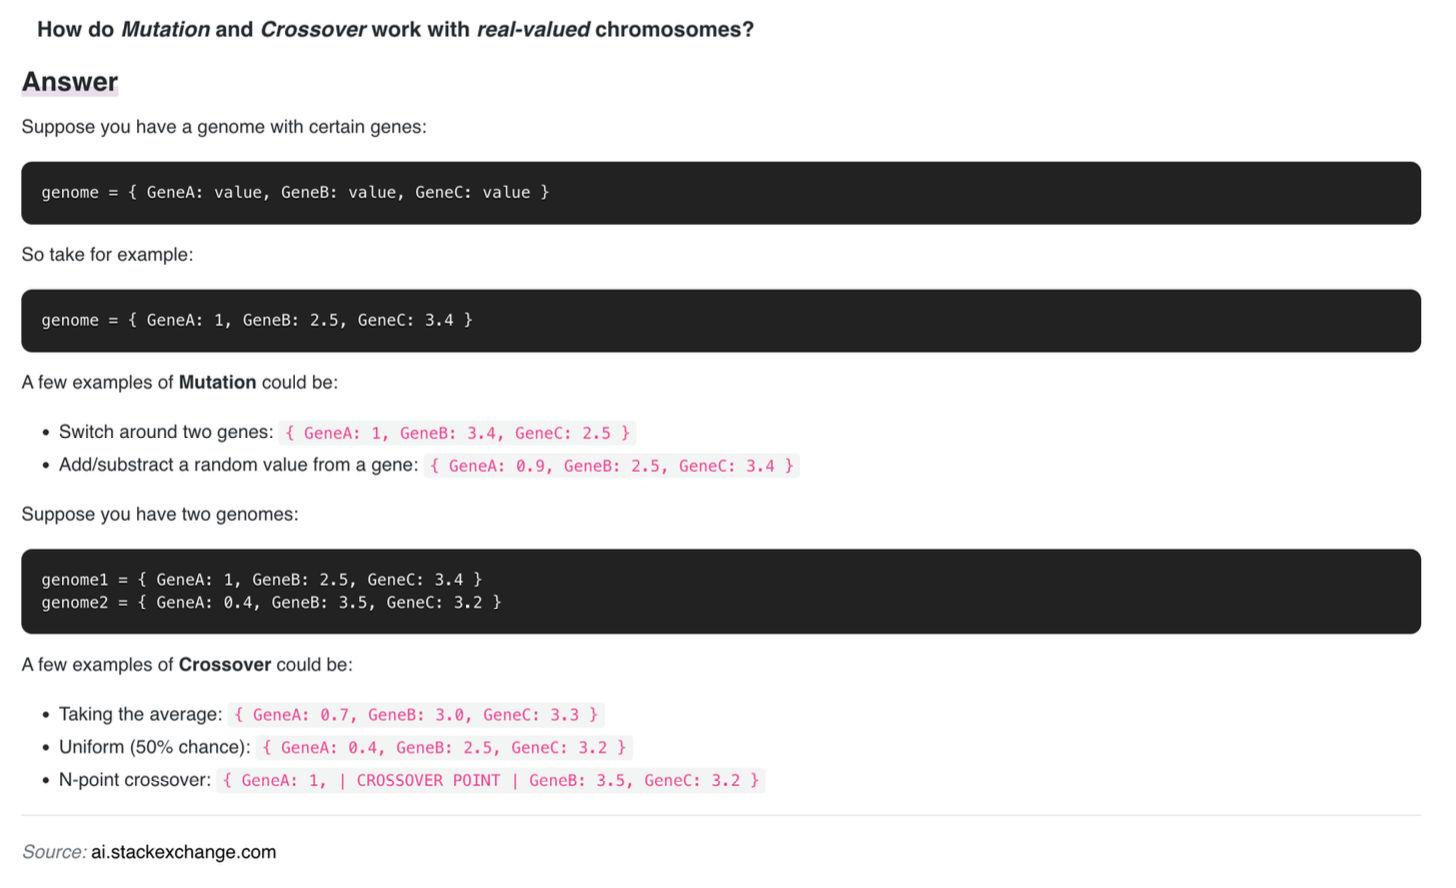 How do Mutation and Crossover work with real-valued chromosomes?
Answer
Suppose you have a genome with certain genes:
genome = { GeneA: value, GeneB: value, GeneC: value }
So take for example:
genome = { GeneA: 1, GeneB: 2.5, GeneC: 3.4 }
A few examples of Mutation could be:
• Switch around two genes: { GeneA: 1, GeneB: 3.4, GeneC: 2.5 }
• Add/substract a random value from a gene: { GeneA: 0.9, GeneB: 2.5, GeneC: 3.4 }
Suppose you have two genomes:
genome1 = { GeneA: 1, GeneB: 2.5, GeneC: 3.4 }
genome2 = { GeneA: 0.4, GeneB: 3.5, GeneC: 3.2 }
A few examples of Crossover could be:
• Taking the average: { GeneA: 0.7, GeneB: 3.0, GeneC: 3.3 }
• Uniform (50% chance): { GeneA: 0.4, GeneB: 2.5, GeneC: 3.2 }
• N-point crossover: { GeneA: 1, | CROSSOVER POINT | GeneB: 3.5, GeneC: 3.2 }
Source: ai.stackexchange.com